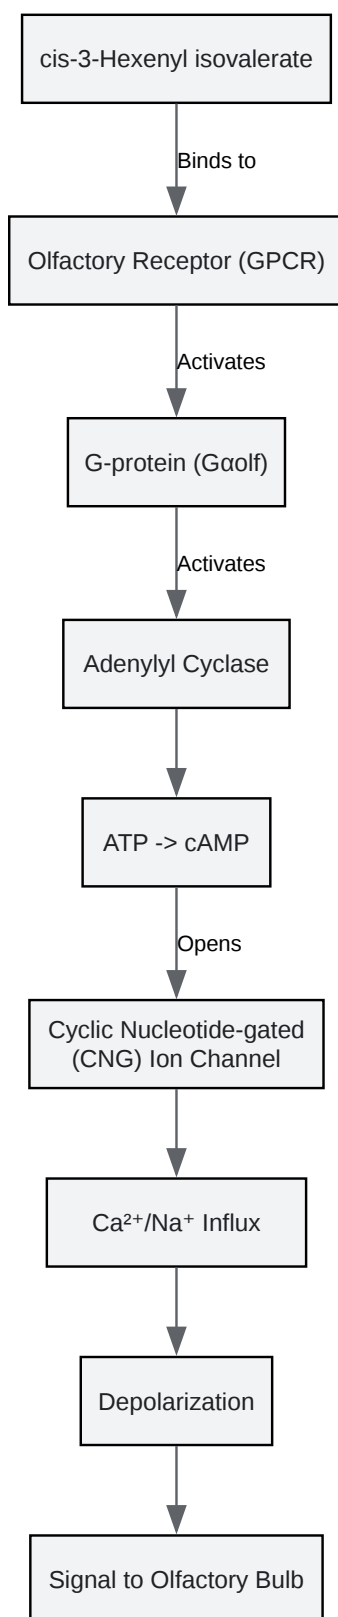 cis-3-Hexenyl isovalerate
Binds to
Olfactory Receptor (GPCR)
Activates
G-protein (Gαolf)
Activates
Adenylyl Cyclase
ATP -> cAMP
Opens
Cyclic Nucleotide-gated
(CNG) Ion Channel
Ca²⁺/Na⁺ Influx
Depolarization
Signal to Olfactory Bulb